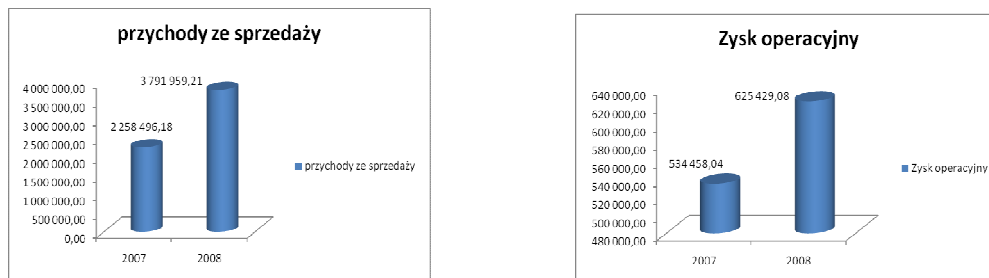 przychody ze sprzedaży
4 000 000,00
3 500 000,00
3 000 000,00
2 500 000,00
2 000 000,00
1 500 000,00
1 000 000,00
500 000,00
0,00
2 258 496,18
3 791 959,21
2007
2008
przychody ze sprzedaży
Zysk operacyjny
640 000,00
620 000,00
600 000,00
580 000,00
560 000,00
540 000,00
520 000,00
500 000,00
480 000,00
534 458,04
625 429,08
2007
2008
Zysk operacyjny